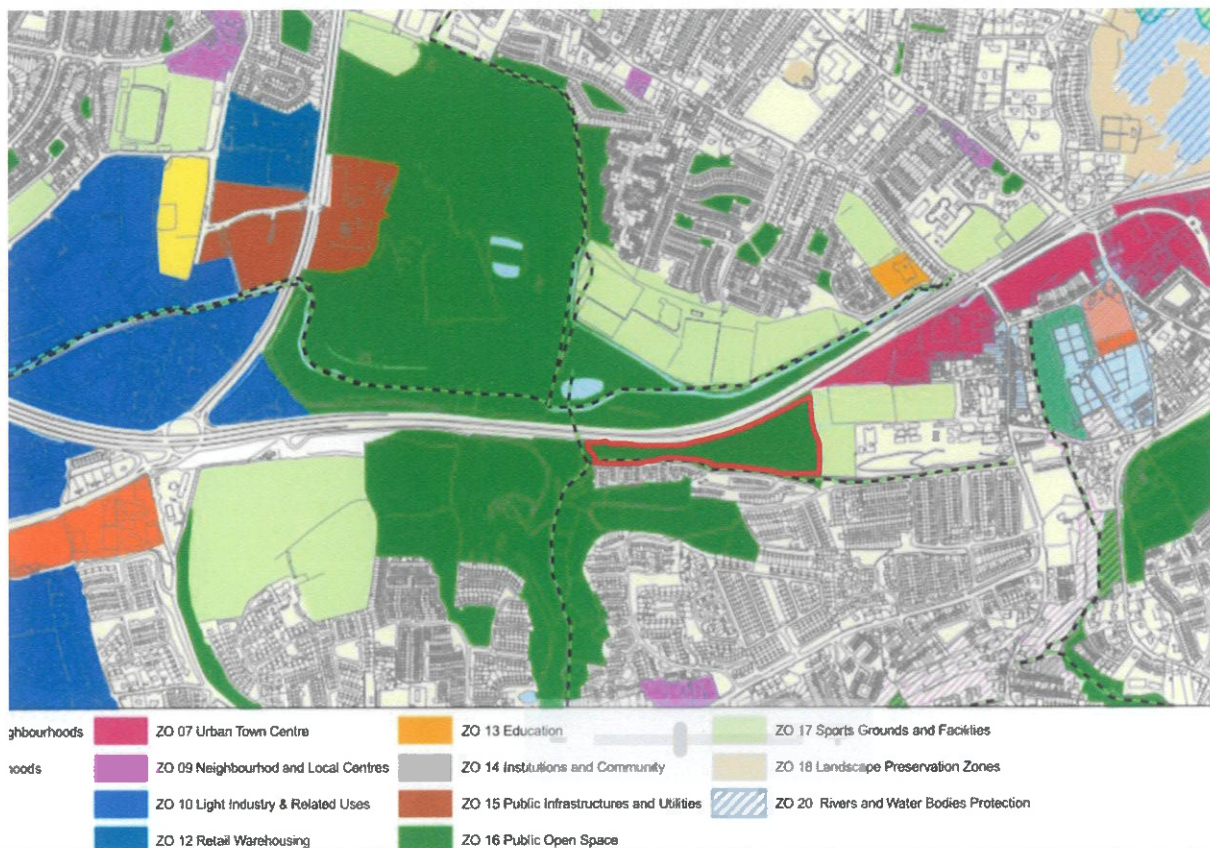 ghbourhoods
hoods
ZO 07 Urban Town Centre
ZO 09 Neighbourhod and Local Centres
ZO 10 Light Industry & Related Uses
ZO 12 Retail Warehousing
ZO 13 Education
ZO 14 Institutions and Community
ZO 15 Public Infrastructures and Utilities
ZO 16 Public Open Space
ZO 17 Sports Grounds and Facilities
ZO 18 Landscape Preservation Zones
ZO 20 Rivers and Water Bodies Protection